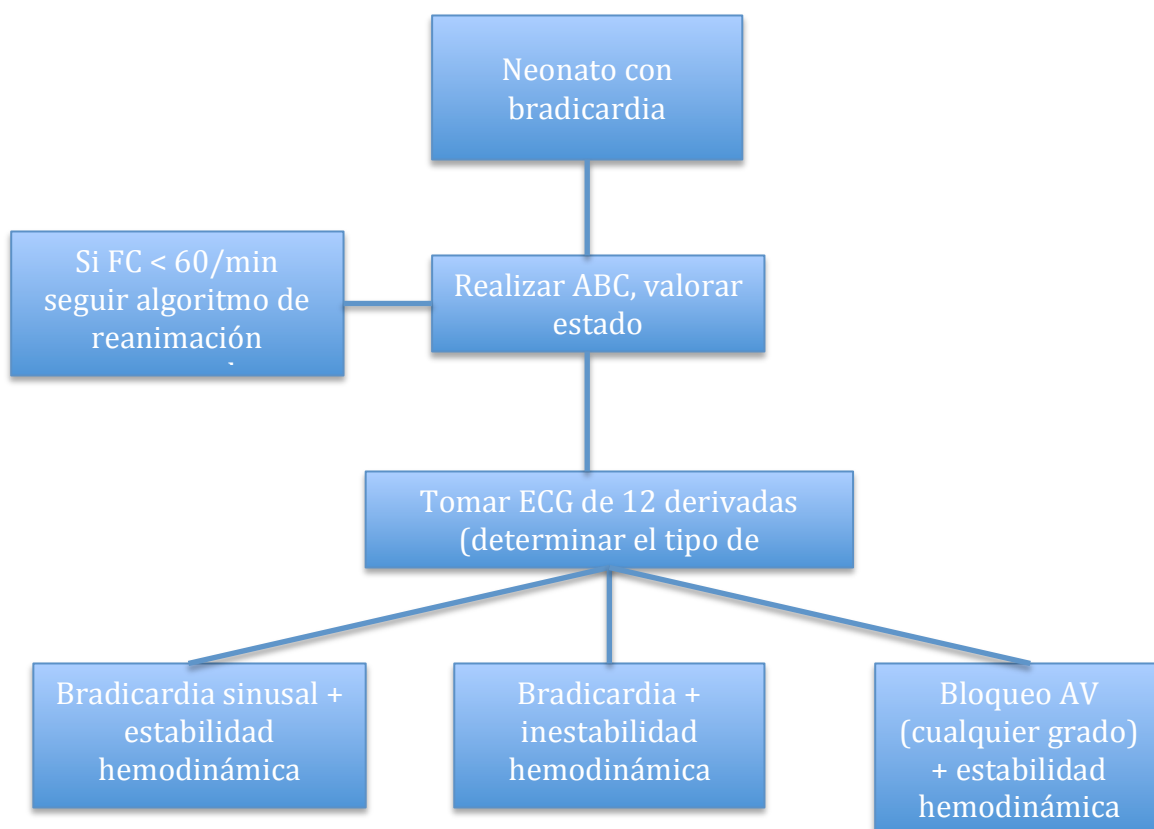 Neonato con
bradicardia
Si FC < 60/min
seguir algoritmo de
reanimación
Realizar ABC, valorar
estado
Tomar ECG de 12 derivadas
(determinar el tipo de
Bradicardia sinusal +
estabilidad
hemodinámica
Bradicardia +
inestabilidad
hemodinámica
Bloqueo AV
(cualquier grado)
+ estabilidad
hemodinámica